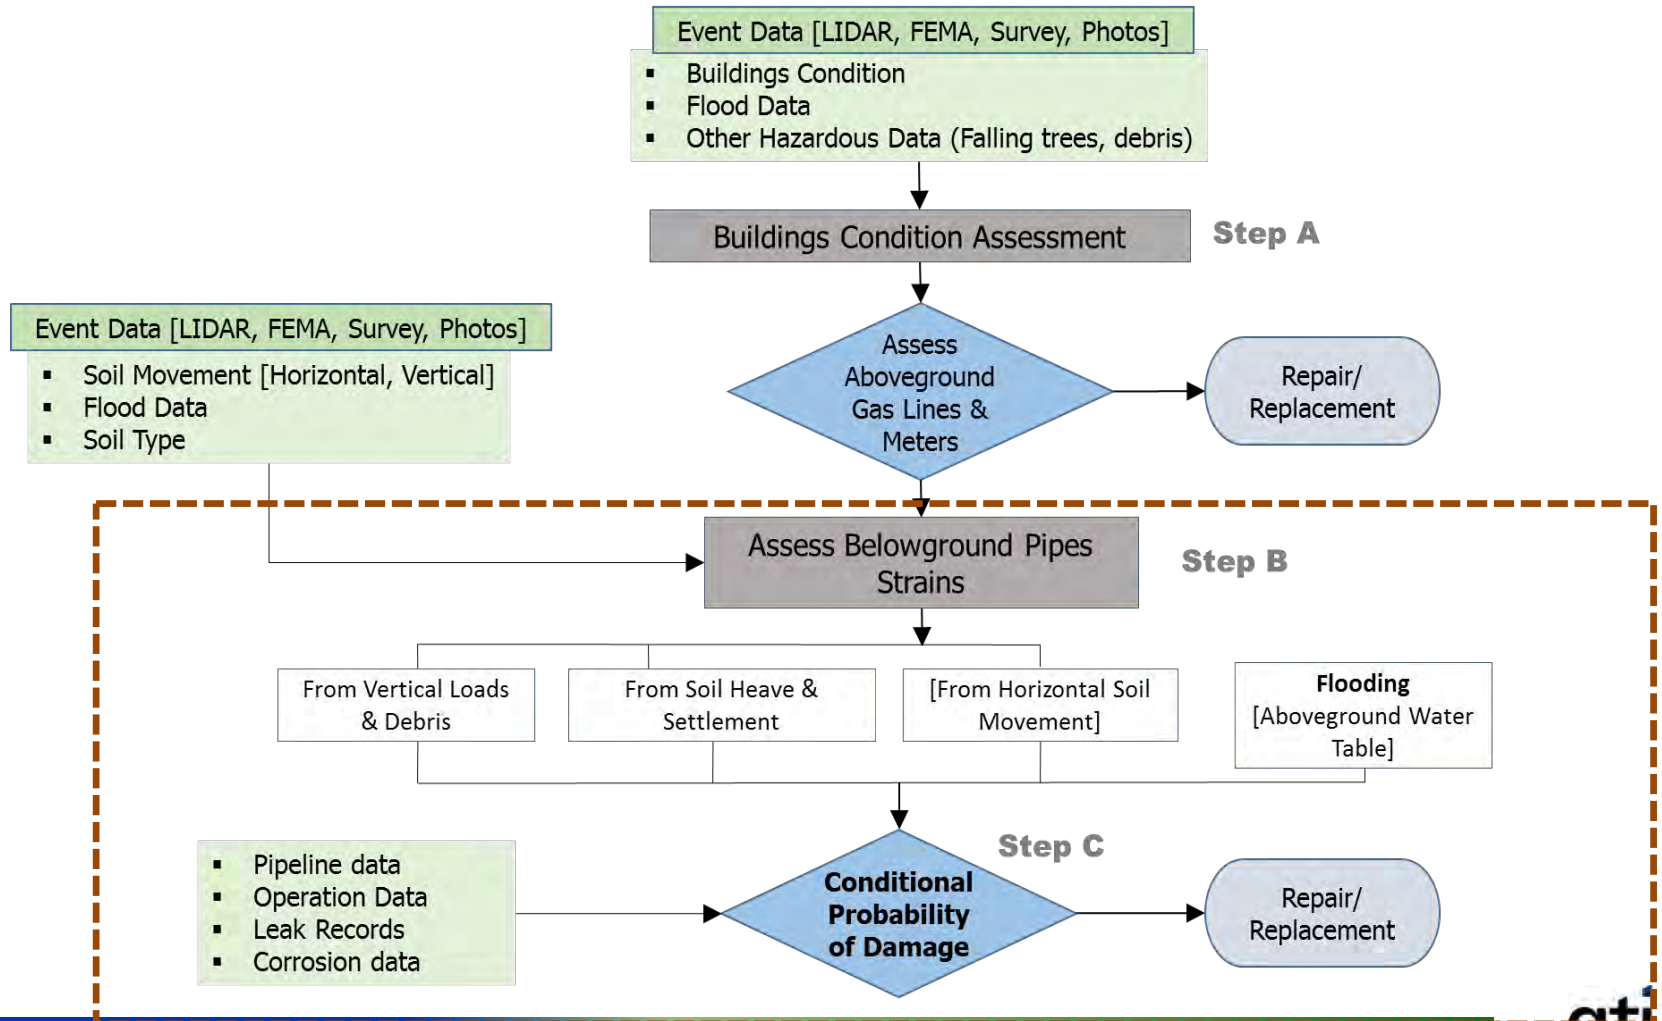 Event Data [LIDAR, FEMA, Survey, Photos]
▪ Buildings Condition
▪ Flood Data
▪ Other Hazardous Data (Falling trees, debris)
Buildings Condition Assessment
Step A
Event Data [LIDAR, FEMA, Survey, Photos]
▪ Soil Movement [Horizontal, Vertical]
▪ Flood Data
▪ Soil Type
Assess
Aboveground
Gas Lines &
Meters
Repair/
Replacement
Assess Belowground Pipes
Strains
Step B
From Vertical Loads
& Debris
From Soil Heave &
Settlement
[From Horizontal Soil
Movement]
Flooding
[Aboveground Water
Table]
Step C
▪ Pipeline data
▪ Operation Data
▪ Leak Records
▪ Corrosion data
Conditional
Probability
of Damage
Repair/
Replacement